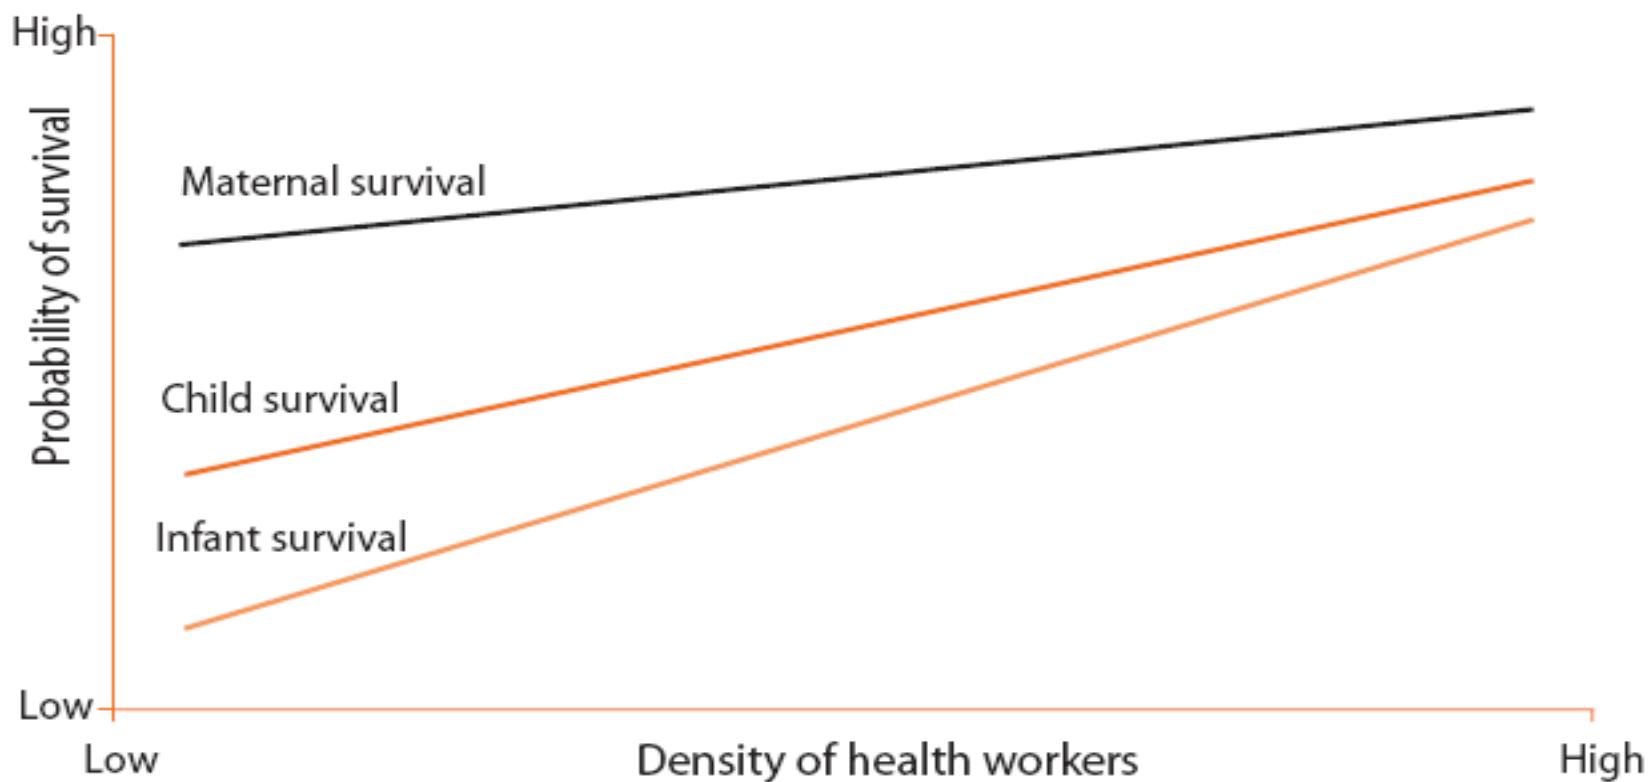 High
Probability of survival
Maternal survival
Child survival
Infant survival
Low
Low
Density of health workers
High